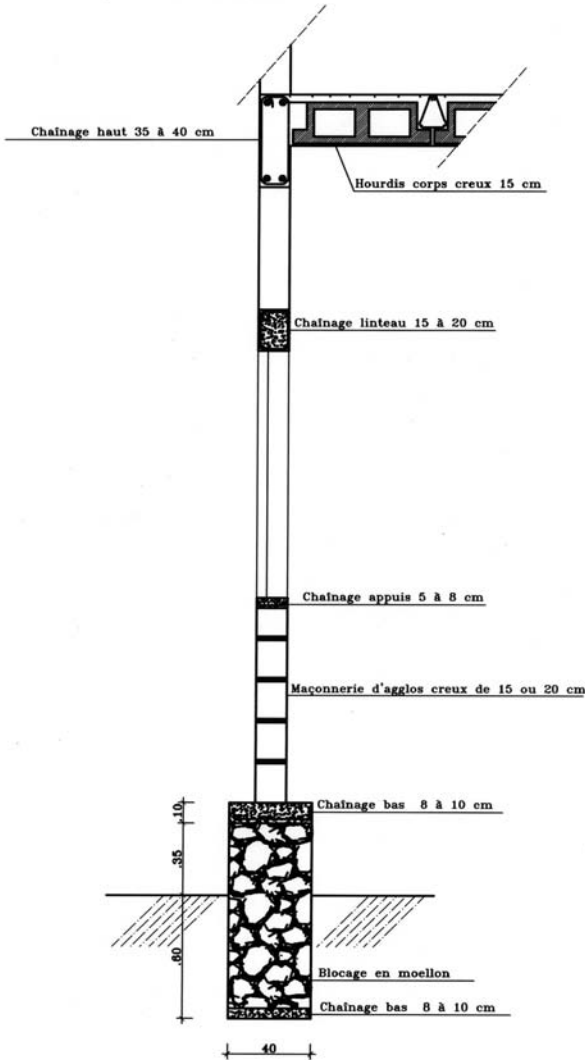 Chaînage haut 35 à 40 cm
Hourdis corps creux 15 cm
Chaînage linteau 15 à 20 cm
Chaînage appuis 5 à 8 cm
Maçonnerie d'agglos creux de 15 ou 20 cm
Chaînage bas 8 à 10 cm
10
.35
.60
Blocage en moellon
Chaînage bas 8 à 10 cm
40